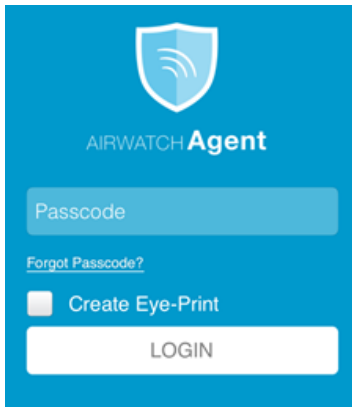 AIRWATCH Agent
Passcode
Forgot Passcode?
Create Eye-Print
LOGIN